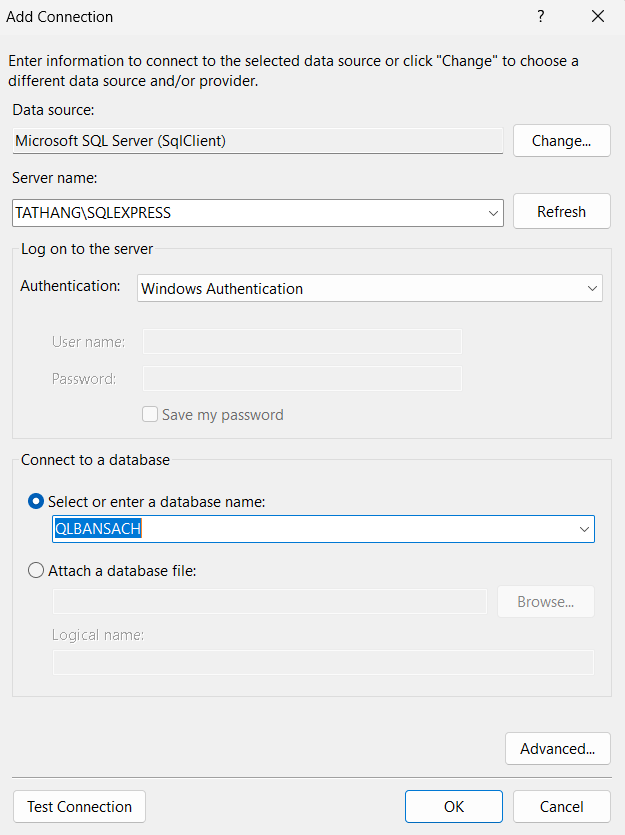 Add Connection
?
Enter information to connect to the selected data source or click "Change" to choose a
different data source and/or provider.
Data source:
Microsoft SQL Server (SqlClient)
Change...
Server name:
TATHANG\SQLEXPRESS
Refresh
Log on to the server
Authentication:
Windows Authentication
User name:
Password:
Save my password
Connect to a database
Select or enter a database name:
QLBANSACH
Attach a database file:
Browse...
Logical name:
Advanced...
Test Connection
OK
Cancel